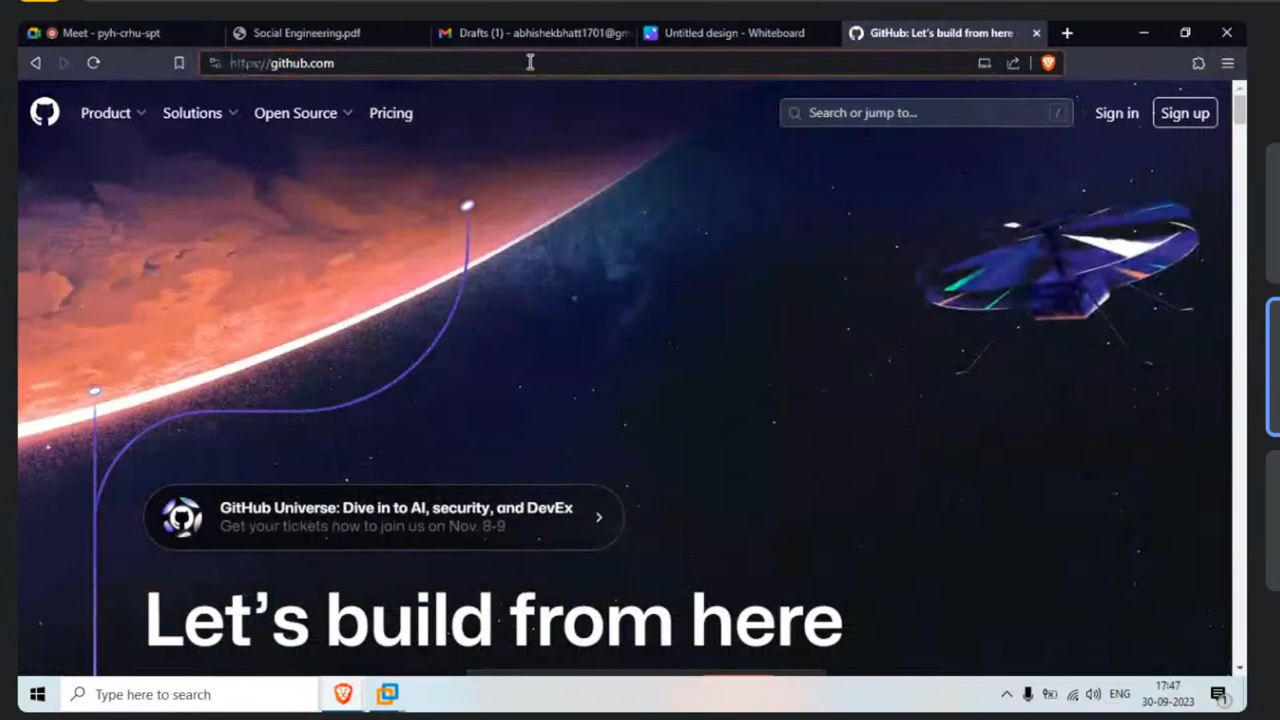 Meet - pyh-crhu-spt
Social Engineering.pdf
Drafts (1) - abhishekbhatt1701@gm
Untitled design - Whiteboard
GitHub: Let's build from here
https://github.com
Product
Solutions
Open Source
Pricing
Search or jump to...
/
Sign in
Sign up
GitHub Universe: Dive in to AI, security, and DevEx
Get your tickets now to join us on Nov. 8-9
Let's build from here
Type here to search
ENG
17:47
30-09-2023
1